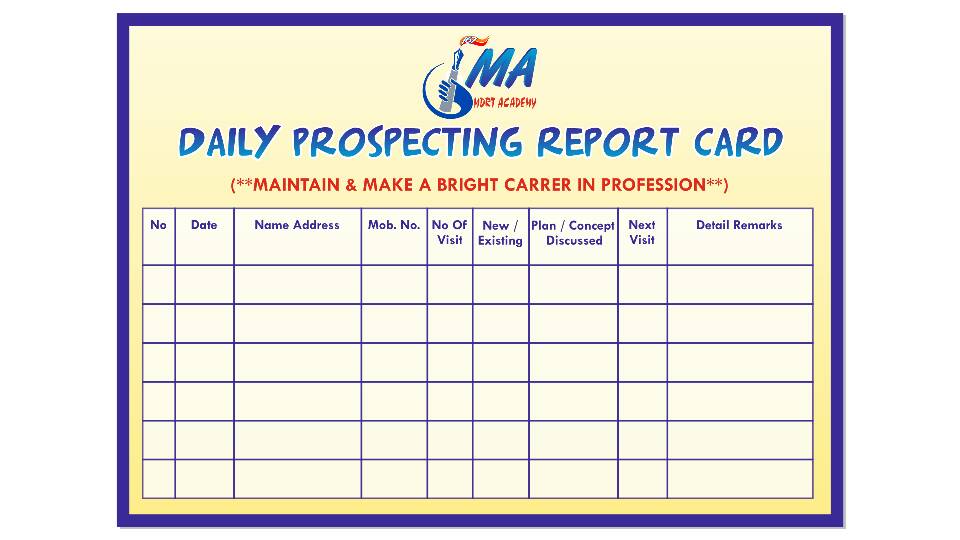 MA
MDRT ACADEMY
DAILY PROSPECTING REPORT CARD
(**MAINTAIN & MAKE A BRIGHT CARRER IN PROFESSION**)
No Date Name Address Mob. No. No Of Visit New / Existing Plan / Concept Discussed Next Visit Detail Remarks